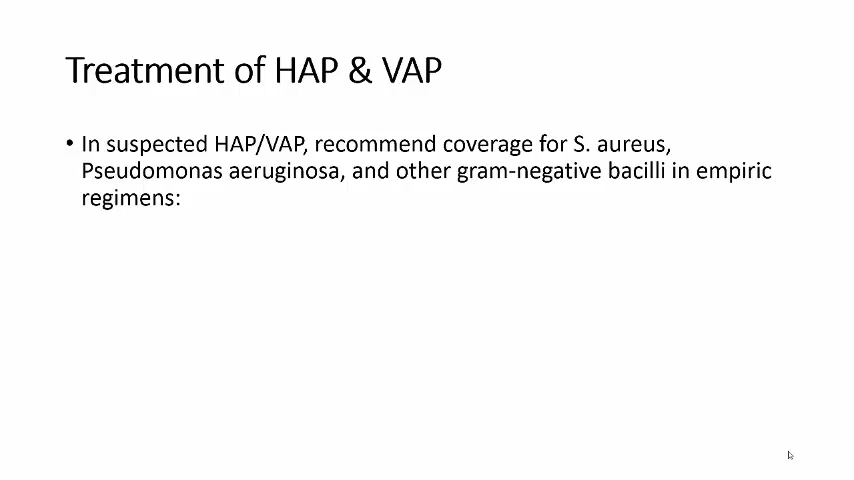 Treatment of HAP & VAP
• In suspected HAP/VAP, recommend coverage for S. aureus,
Pseudomonas aeruginosa, and other gram-negative bacilli in empiric
regimens: